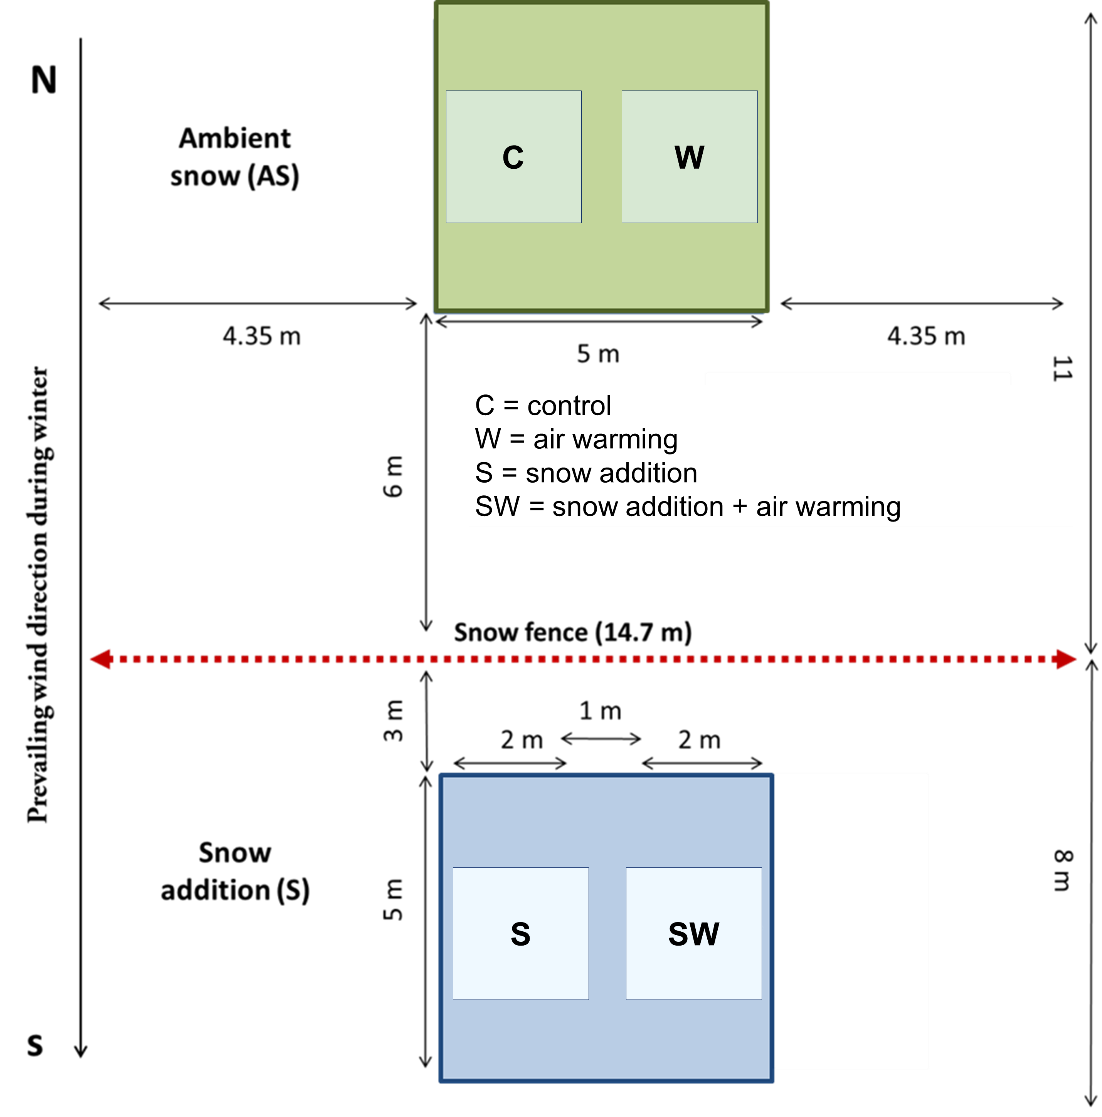 N
Ambient
snow (AS)
C
W
4.35 m
5 m
4.35 m
11
C = control
W = air warming
S = snow addition
SW = snow addition + air warming
6 m
Prevailing wind direction during winter
Snow fence (14.7 m)
3 m
1 m
2 m
2 m
Snow
addition (S)
5 m
S
SW
8 m
S